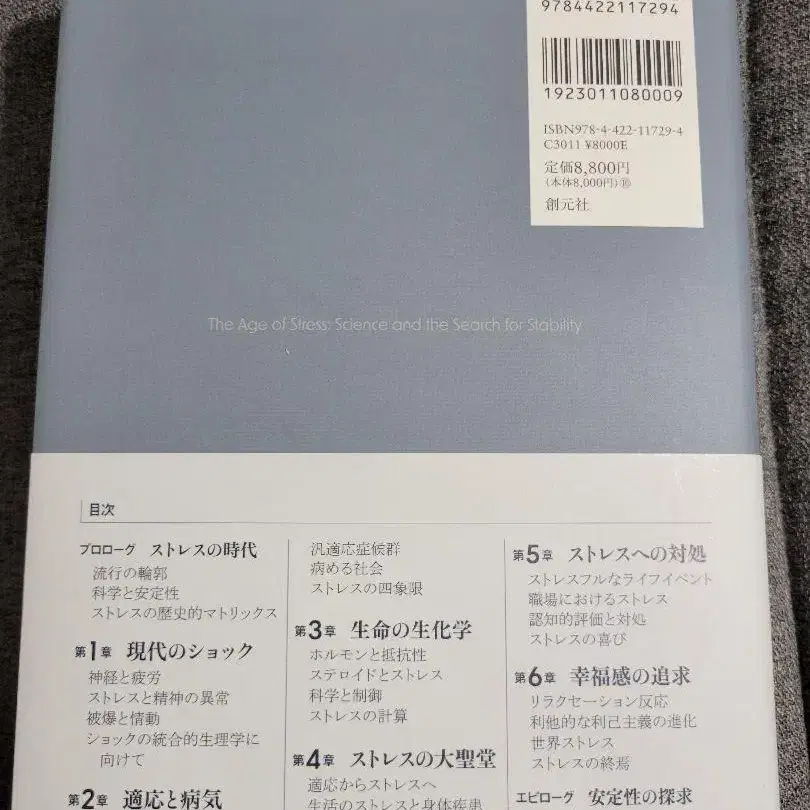 9784422117294
1923011080009
ISBN978-4-422-11729-4
C3011 ¥8000E
定価8,800円
(本体8,000円)⑩
創元社
The Age of Stress: Science and the Search for Stability
目次
プロローグ ストレスの時代
流行の輪郭
科学と安定性
ストレスの歴史的マトリックス
第1章 現代のショック
神経と疲労
ストレスと精神の異常
被爆と情動
ショックの統合的生理学に
向けて
第2章 適応と病気
汎適応症候群
病める社会
ストレスの四象限
第3章 生命の生化学
ホルモンと抵抗性
ステロイドとストレス
科学と制御
ストレスの計算
第4章 ストレスの大聖堂
適応からストレスへ
生活のストレスと身体疾患
第5章 ストレスへの対処
ストレスフルなライフイベント
職場におけるストレス
認知的評価と対処
ストレスの喜び
第6章 幸福感の追求
リラクセーション反応
利他的な利己主義の進化
世界ストレス
ストレスの終焉
エピローグ 安定性の探求